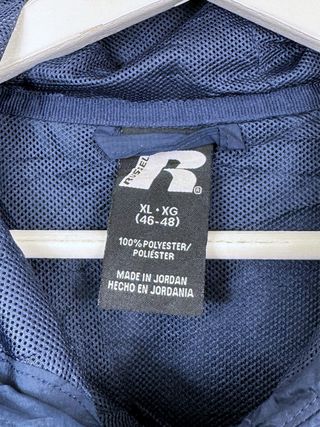 RUSSELL
R®
XL • XG
(46-48)
100% POLYESTER/
POLIÉSTER
MADE IN JORDAN
HECHO EN JORDANIA